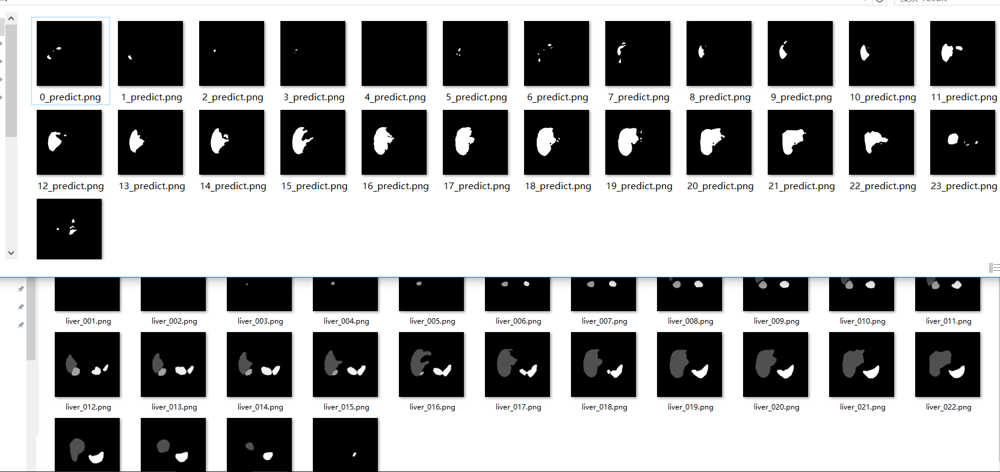 0_predict.png 1_predict.png 2_predict.png 3_predict.png 4_predict.png 5_predict.png 6_predict.png 7_predict.png 8_predict.png 9_predict.png 10_predict.png 11_predict.png
12_predict.png 13_predict.png 14_predict.png 15_predict.png 16_predict.png 17_predict.png 18_predict.png 19_predict.png 20_predict.png 21_predict.png 22_predict.png 23_predict.png
liver_001.png liver_002.png liver_003.png liver_004.png liver_005.png liver_006.png liver_007.png liver_008.png liver_009.png liver_010.png liver_011.png
liver_012.png liver_013.png liver_014.png liver_015.png liver_016.png liver_017.png liver_018.png liver_019.png liver_020.png liver_021.png liver_022.png